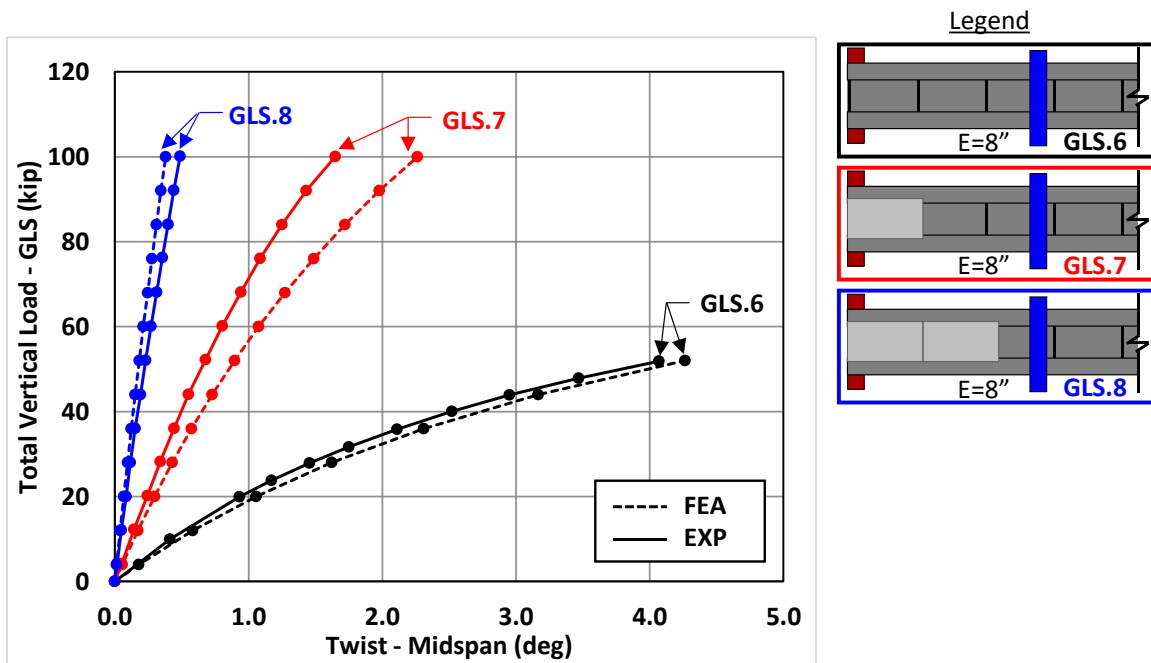 Legend
120
100
80
60
40
20
0
Total Vertical Load - GLS (kip)
GLS.8
GLS.7
GLS.6
FEA
EXP
0.0 1.0 2.0 3.0 4.0 5.0
Twist - Midspan (deg)
E=8” GLS.6
E=8” GLS.7
E=8” GLS.8